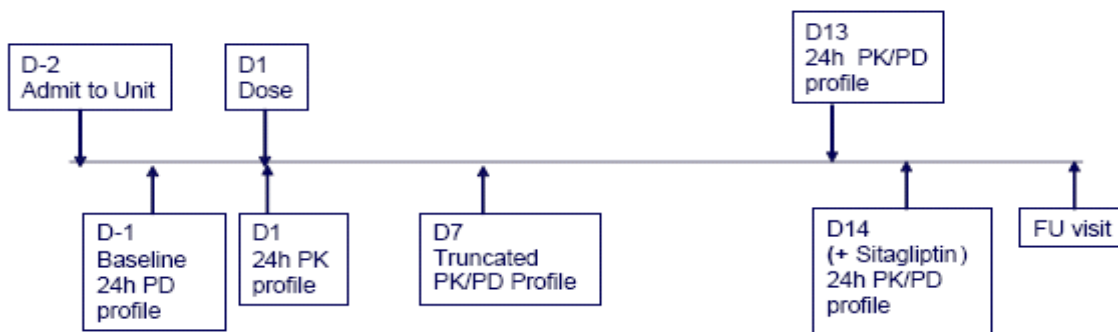 D-2
Admit to Unit
D1
Dose
D13
24h PK/PD
profile
D-1
Baseline
24h PD
profile
D1
24h PK
profile
D7
Truncated
PK/PD Profile
D14
(+ Sitagliptin)
24h PK/PD
profile
FU visit